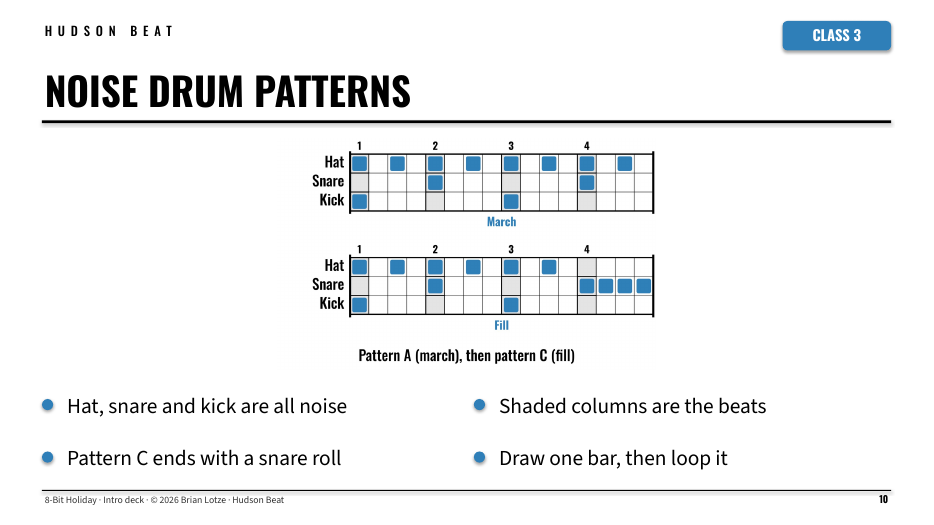 HUDSON BEAT
CLASS 3
NOISE DRUM PATTERNS
1 2 3 4
Hat
Snare
Kick
March
1 2 3 4
Hat
Snare
Kick
Fill
Pattern A (march), then pattern C (fill)
Hat, snare and kick are all noise
Shaded columns are the beats
Pattern C ends with a snare roll
Draw one bar, then loop it
8-Bit Holiday · Intro deck · © 2026 Brian Lotze · Hudson Beat
10